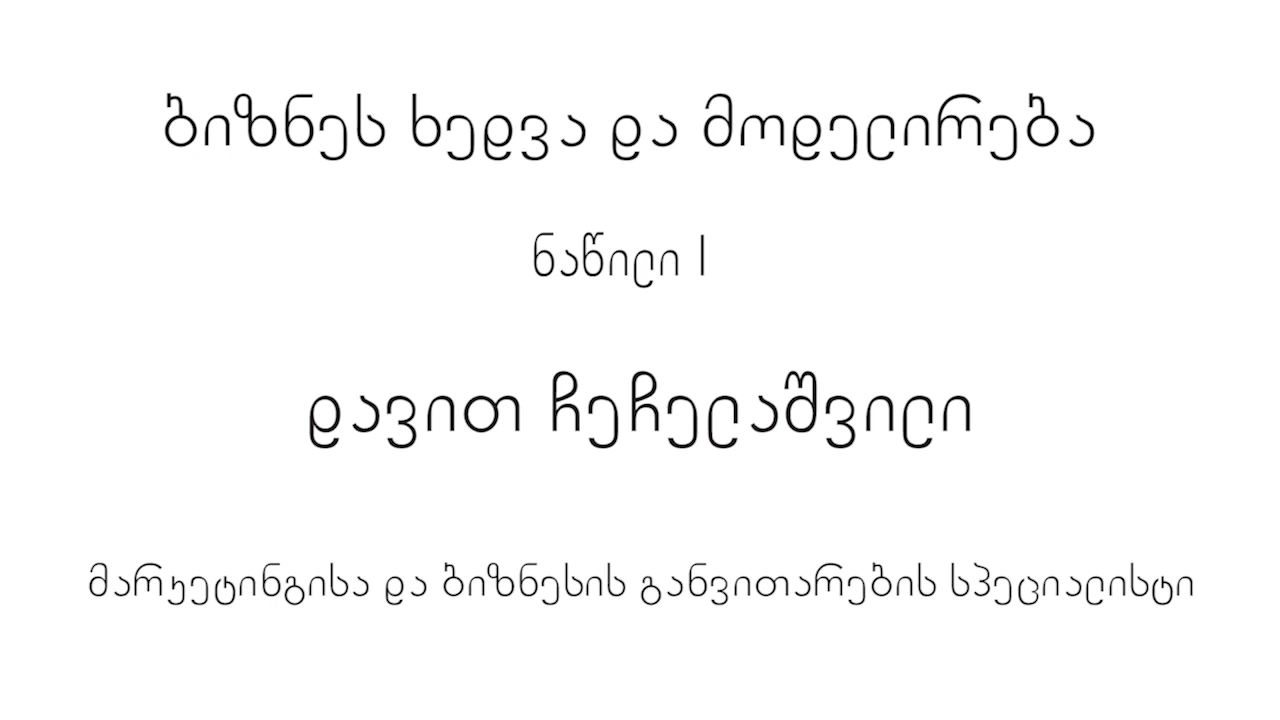 ბიზნეს ხედვა და მოდელირება
ნაწილი I
დავით ჩეჩელაშვილი
მარკეტინგისა და ბიზნესის განვითარების სპეციალისტი